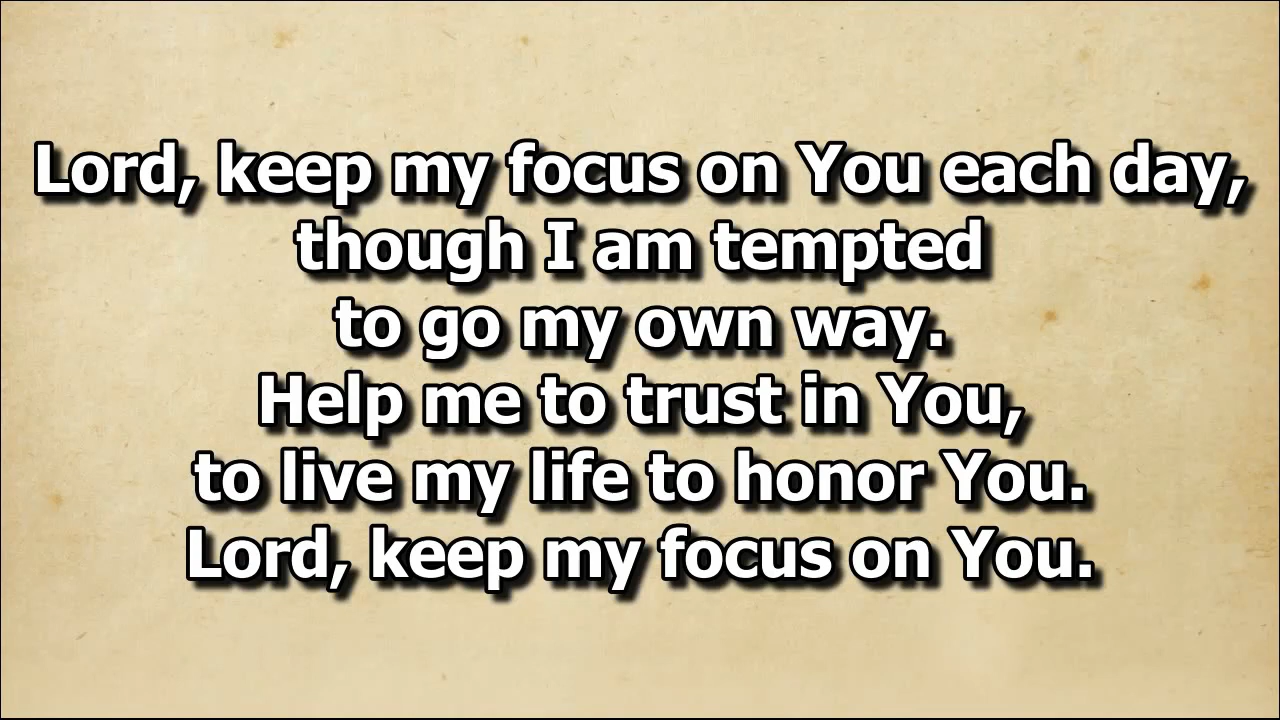 Lord, keep my focus on You each day,
though I am tempted
to go my own way.
Help me to trust in You,
to live my life to honor You.
Lord, keep my focus on You.